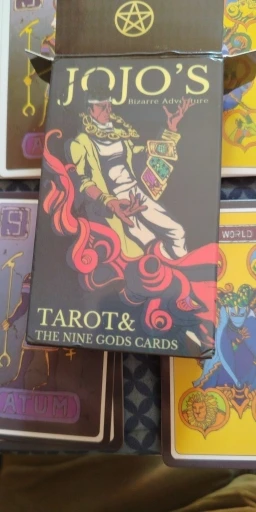 JOJO'S
Bizarre Adventure
S
WORLD
TAROT&
THE NINE GODS CARDS
ATUM